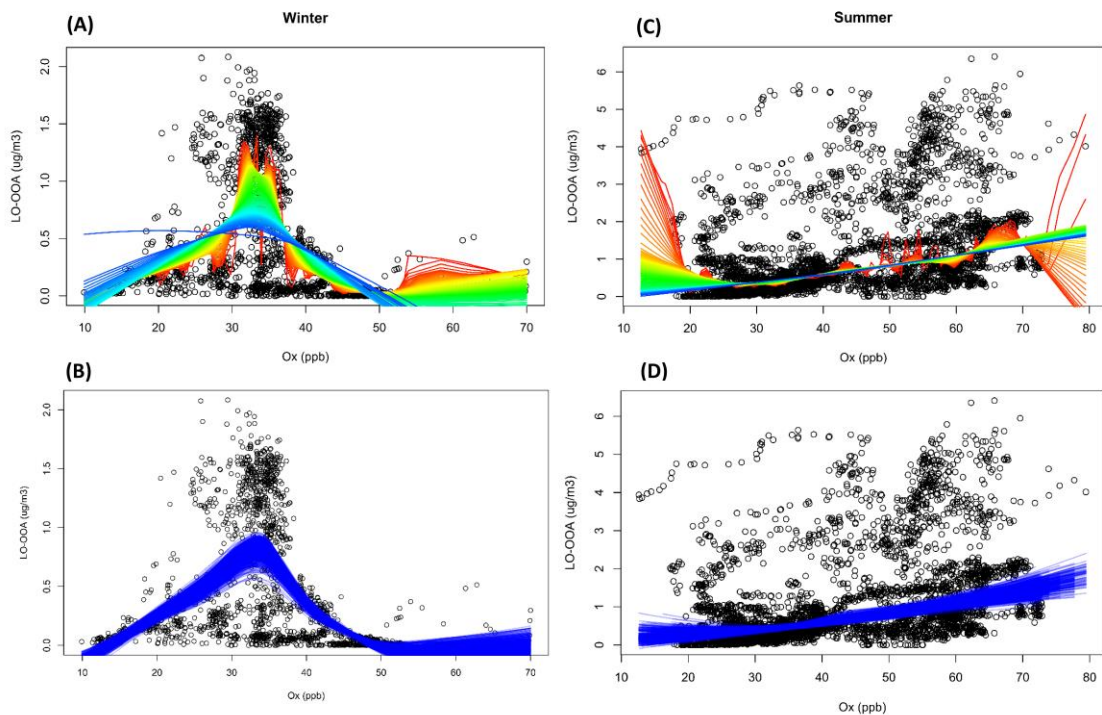 (A)
Winter
LO-OOA (ug/m3)
2.0
1.5
1.0
0.5
0.0
10 20 30 40 50 60 70
Ox (ppb)
(C)
Summer
LO-OOA (ug/m3)
6
5
4
3
2
1
0
10 20 30 40 50 60 70 80
Ox (ppb)
(B)
LO-OOA (ug/m3)
2.0
1.5
1.0
0.5
0.0
10 20 30 40 50 60 70
Ox (ppb)
(D)
LO-OOA (ug/m3)
6
5
4
3
2
1
0
10 20 30 40 50 60 70 80
Ox (ppb)